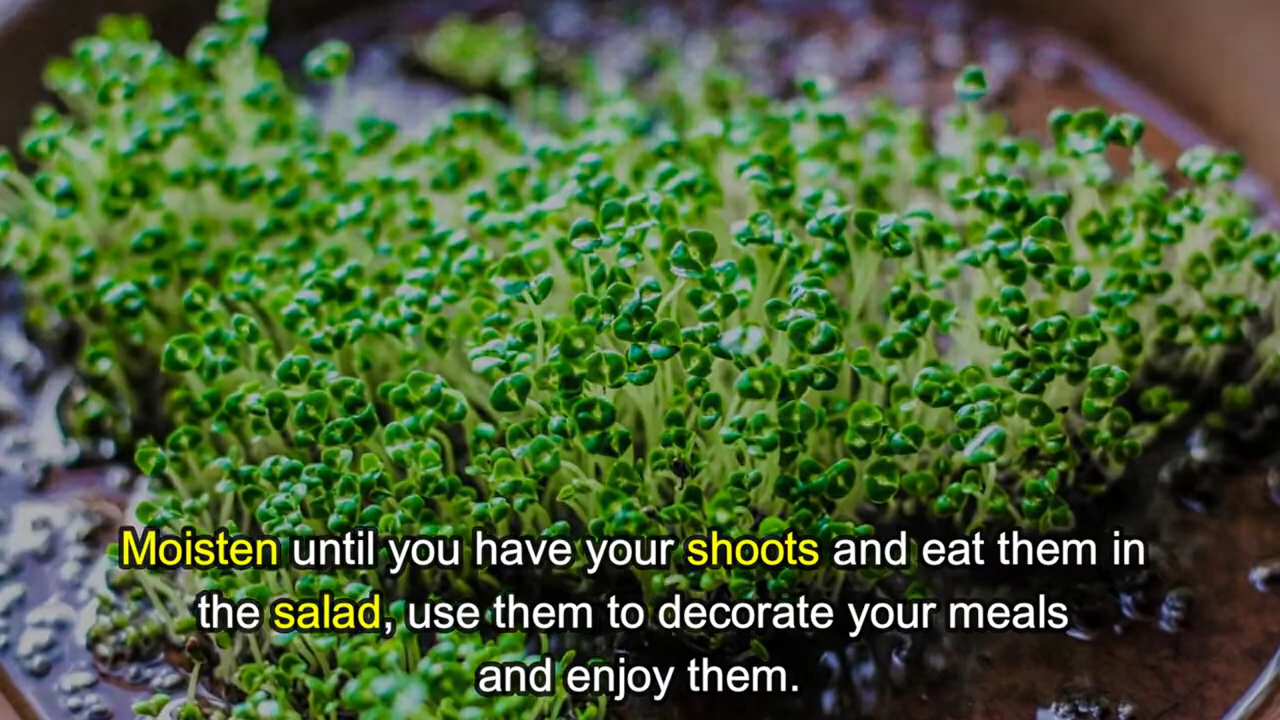 Moisten until you have your shoots and eat them in
the salad, use them to decorate your meals
and enjoy them.